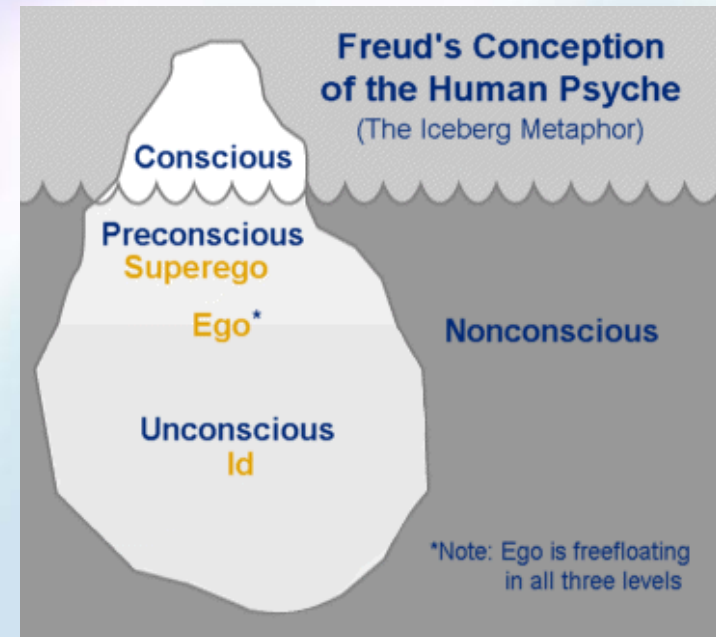 Freud's Conception
of the Human Psyche
(The Iceberg Metaphor)
Conscious
Preconscious
Superego
Ego*
Nonconscious
Unconscious
Id
*Note: Ego is freefloating
in all three levels